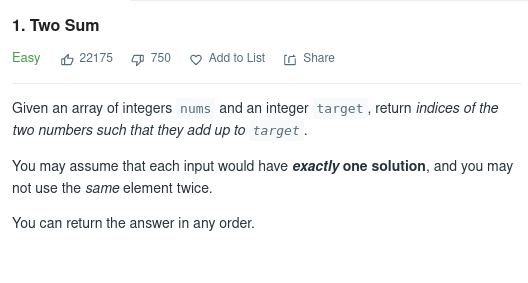 1. Two Sum
Easy 22175 750 Add to List Share
Given an array of integers nums and an integer target, return indices of the
two numbers such that they add up to target.
You may assume that each input would have exactly one solution, and you may
not use the same element twice.
You can return the answer in any order.